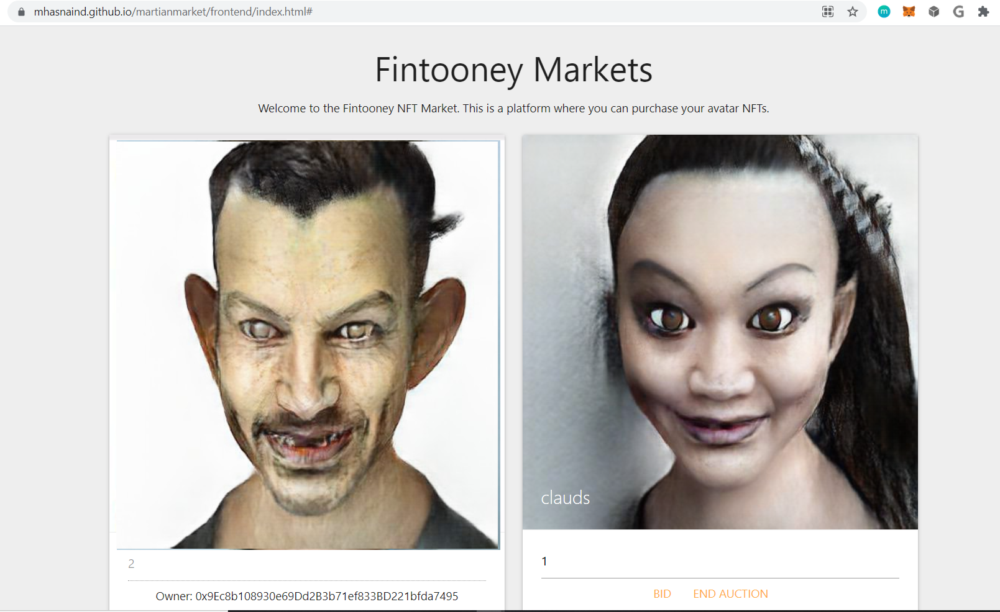 mhasnaind.github.io/martianmarket/frontend/index.html#
m
G
Fintooney Markets
Welcome to the Fintooney NFT Market. This is a platform where you can purchase your avatar NFTs.
clauds
2
1
Owner: 0x9Ec8b108930e69Dd2B3b71ef833BD221bfda7495
BID END AUCTION